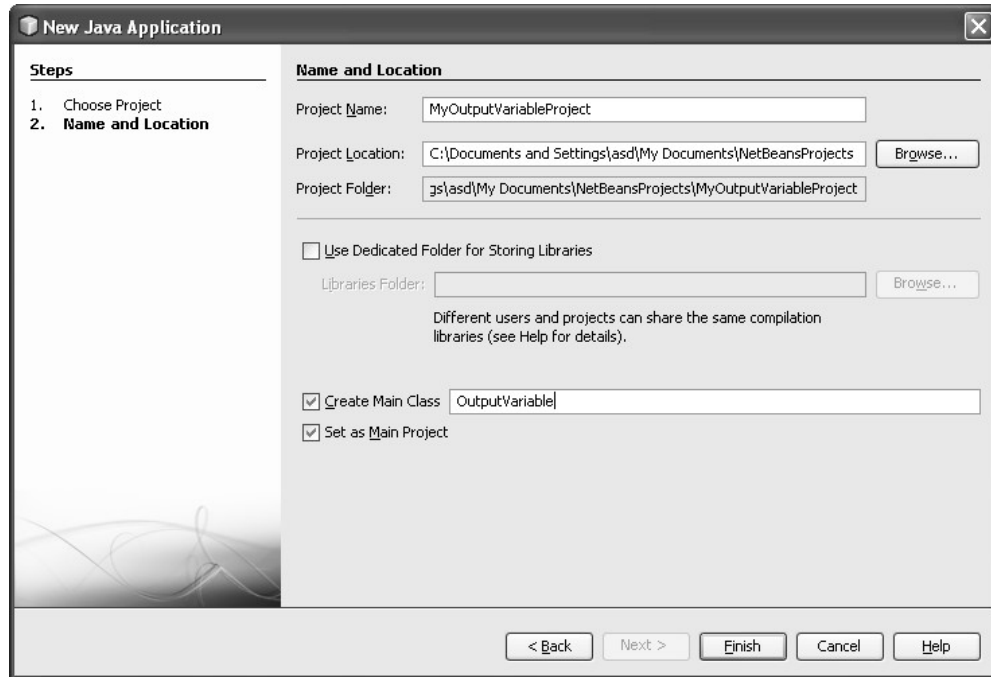 New Java Application
Steps
1. Choose Project
2. Name and Location
Name and Location
Project Name: MyOutputVariableProject
Project Location: C:\Documents and Settings\asd\My Documents\NetBeansProjects Browse...
Project Folder: gs\asd\My Documents\NetBeansProjects\MyOutputVariableProject
Use Dedicated Folder for Storing Libraries
Libraries Folder: Browse...
Different users and projects can share the same compilation
libraries (see Help for details).
Create Main Class OutputVariable
Set as Main Project
< Back Next > Finish Cancel Help